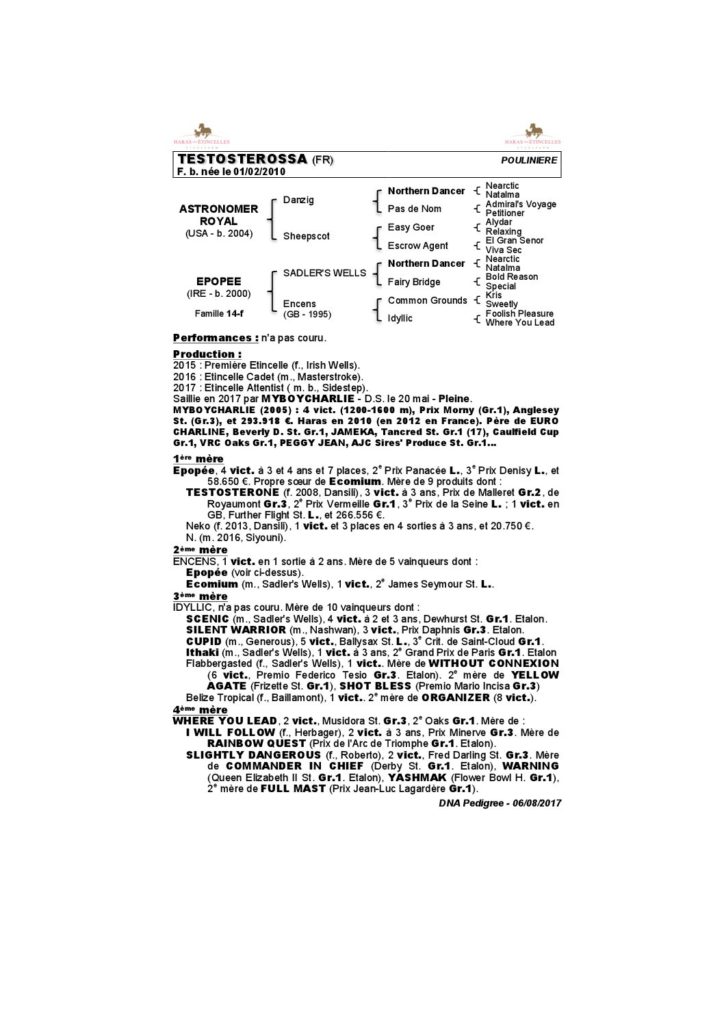 HARAS DES ETINCELLES
HARAS DES ETINCELLES
TESTOSTEROSSA (FR) POULINIERE
F. b. née le 01/02/2010
ASTRONOMER ROYAL
(USA - b. 2004)
Danzig
Sheepscot
Northern Dancer
Pas de Nom
Easy Goer
Escrow Agent
Nearctic
Natalma
Admiral's Voyage
Petitioner
Alydar
Relaxing
El Gran Senor
Viva Sec
EPOPEE
(IRE - b. 2000)
Famille 14-f
SADLER'S WELLS
Encens
(GB - 1995)
Northern Dancer
Fairy Bridge
Common Grounds
Idyllic
Nearctic
Natalma
Bold Reason
Special
Kris
Sweetly
Foolish Pleasure
Where You Lead
Performances : n'a pas couru.
Production :
2015 : Première Etincelle (f., Irish Wells).
2016 : Etincelle Cadet (m., Masterstroke).
2017 : Etincelle Attentist ( m. b., Sidestep).
Saillie en 2017 par MYBOYCHARLIE - D.S. le 20 mai - Pleine.
MYBOYCHARLIE (2005) : 4 vict. (1200-1600 m), Prix Morny (Gr.1), Anglesey
St. (Gr.3), et 293.918 €. Haras en 2010 (en 2012 en France). Père de EURO
CHARLINE, Beverly D. St. Gr.1, JAMEKA, Tancred St. Gr.1 (17), Caulfield Cup
Gr.1, VRC Oaks Gr.1, PEGGY JEAN, AJC Sires' Produce St. Gr.1...
1ère mère
Epopée, 4 vict. à 3 et 4 ans et 7 places, 2e Prix Panacée L., 3e Prix Denisy L., et
58.650 €. Propre sœur de Ecomium. Mère de 9 produits dont :
TESTOSTERONE (f. 2008, Dansili), 3 vict. à 3 ans, Prix de Malleret Gr.2, de
Royaumont Gr.3, 2e Prix Vermeille Gr.1, 3e Prix de la Seine L. ; 1 vict. en
GB, Further Flight St. L., et 266.556 €.
Neko (f. 2013, Dansili), 1 vict. et 3 places en 4 sorties à 3 ans, et 20.750 €.
N. (m. 2016, Siyouni).
2ème mère
ENCENS, 1 vict. en 1 sortie à 2 ans. Mère de 5 vainqueurs dont :
Epopée (voir ci-dessus).
Ecomium (m., Sadler's Wells), 1 vict., 2e James Seymour St. L..
3ème mère
IDYLLIC, n'a pas couru. Mère de 10 vainqueurs dont :
SCENIC (m., Sadler's Wells), 4 vict. à 2 et 3 ans, Dewhurst St. Gr.1. Etalon.
SILENT WARRIOR (m., Nashwan), 3 vict., Prix Daphnis Gr.3. Etalon.
CUPID (m., Generous), 5 vict., Ballysax St. L., 3e Crit. de Saint-Cloud Gr.1.
Ithaki (m., Sadler's Wells), 1 vict. à 3 ans, 2e Grand Prix de Paris Gr.1. Etalon
Flabbergasted (f., Sadler's Wells), 1 vict.. Mère de WITHOUT CONNEXION
(6 vict., Premio Federico Tesio Gr.3. Etalon). 2e mère de YELLOW
AGATE (Frizette St. Gr.1), SHOT BLESS (Premio Mario Incisa Gr.3)
Belize Tropical (f., Baillamont), 1 vict.. 2e mère de ORGANIZER (8 vict.).
4ème mère
WHERE YOU LEAD, 2 vict., Musidora St. Gr.3, 2e Oaks Gr.1. Mère de :
I WILL FOLLOW (f., Herbager), 2 vict. à 3 ans, Prix Minerve Gr.3. Mère de
RAINBOW QUEST (Prix de l'Arc de Triomphe Gr.1. Etalon).
SLIGHTLY DANGEROUS (f., Roberto), 2 vict., Fred Darling St. Gr.3. Mère
de COMMANDER IN CHIEF (Derby St. Gr.1. Etalon), WARNING
(Queen Elizabeth II St. Gr.1. Etalon), YASHMAK (Flower Bowl H. Gr.1),
2e mère de FULL MAST (Prix Jean-Luc Lagardère Gr.1).
DNA Pedigree - 06/08/2017